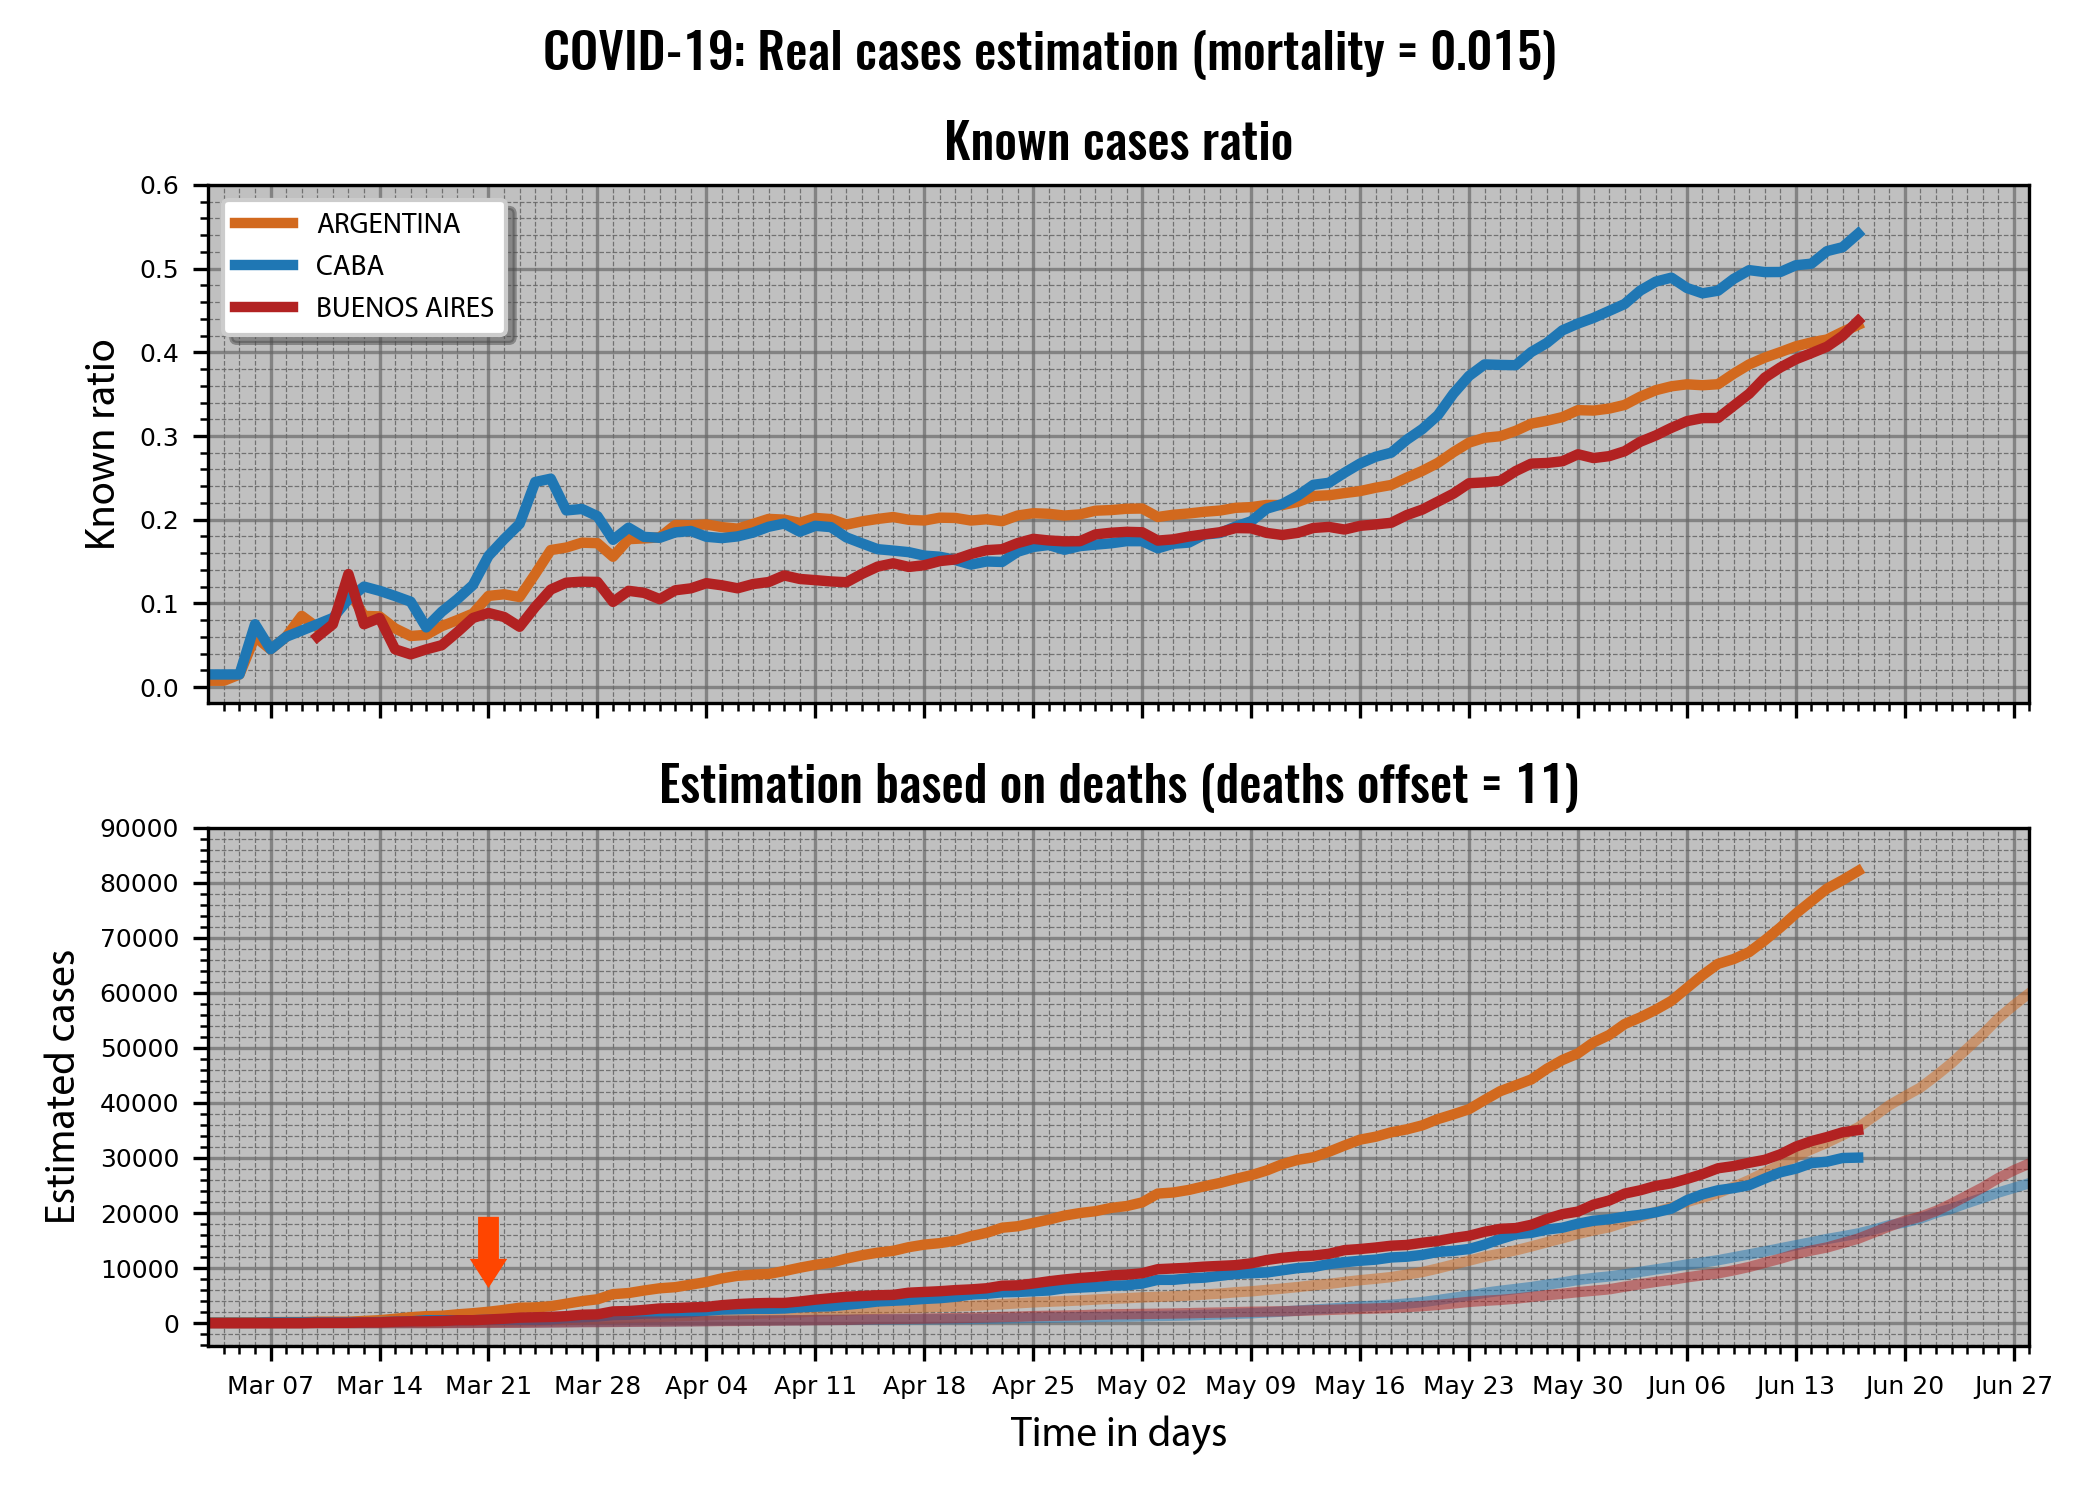 COVID-19: Real cases estimation (mortality = 0.015)
Known cases ratio
0.6
0.5
0.4
0.3
0.2
0.1
0.0
Known ratio
ARGENTINA
CABA
BUENOS AIRES
Estimation based on deaths (deaths offset = 11)
90000
80000
70000
60000
50000
40000
30000
20000
10000
0
Estimated cases
Mar 07 Mar 14 Mar 21 Mar 28 Apr 04 Apr 11 Apr 18 Apr 25 May 02 May 09 May 16 May 23 May 30 Jun 06 Jun 13 Jun 20 Jun 27
Time in days